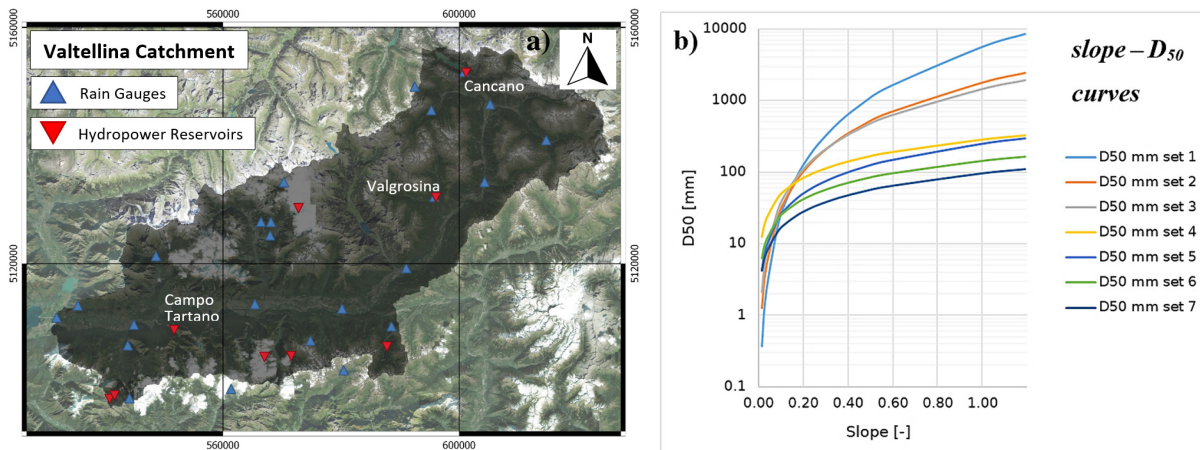 560000
600000
5160000
5160000
a)
N
Valtellina Catchment
Rain Gauges
Hydropower Reservoirs
Cancano
Valgrosina
5120000
5120000
Campo
Tartano
560000
600000
b)
slope – D50
curves
10000
1000
100
10
1
0.1
D50 [mm]
0.00
0.20
0.40
0.60
0.80
1.00
Slope [-]
D50 mm set 1
D50 mm set 2
D50 mm set 3
D50 mm set 4
D50 mm set 5
D50 mm set 6
D50 mm set 7